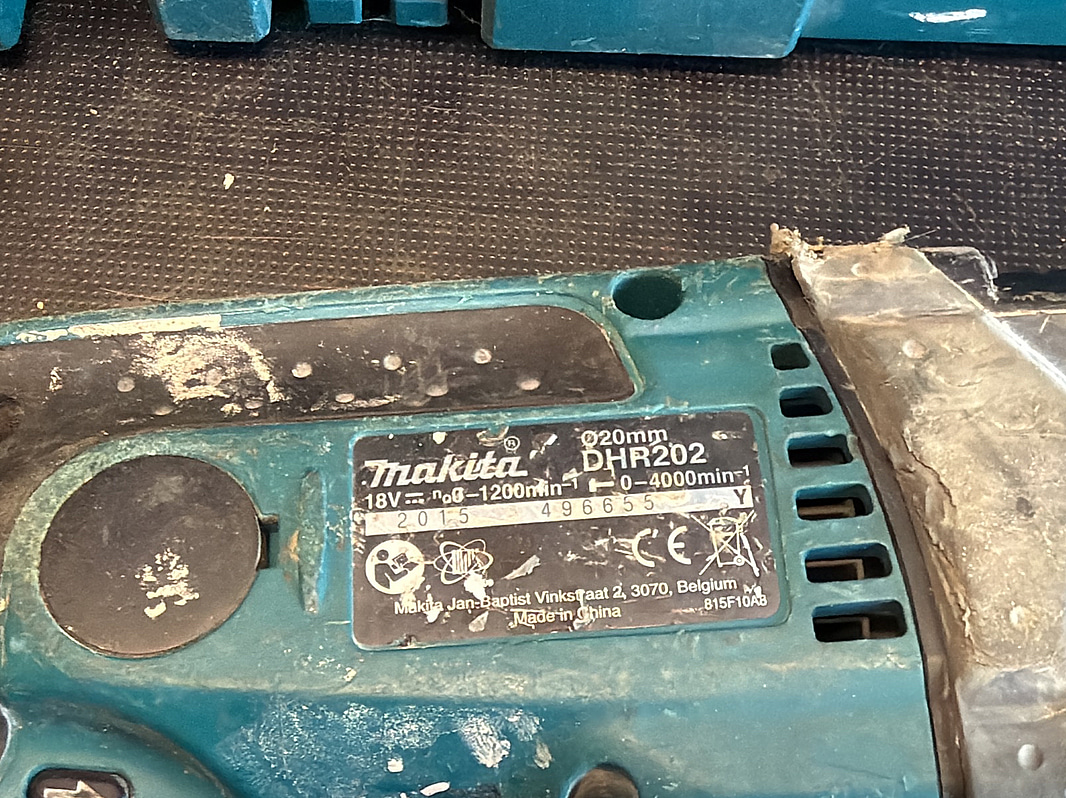 makita®
Ø20mm
DHR202
18V⎓ n₀0-1200min⁻¹ 0-4000min⁻¹
2015 496655 Y
CE
Makita Jan-Baptist Vinkstraat 2, 3070, Belgium
Made in China
815F10A8